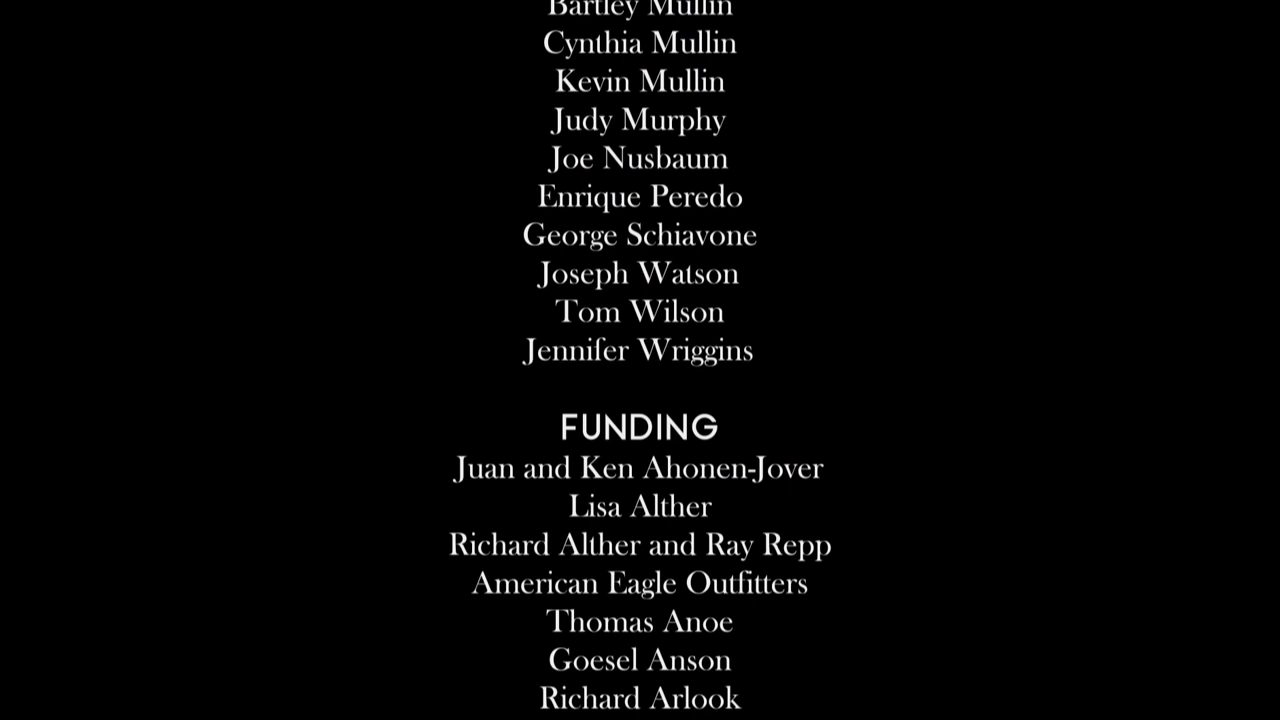 Bartley Mullin
Cynthia Mullin
Kevin Mullin
Judy Murphy
Joe Nusbaum
Enrique Peredo
George Schiavone
Joseph Watson
Tom Wilson
Jennifer Wriggins
FUNDING
Juan and Ken Ahonen-Jover
Lisa Alther
Richard Alther and Ray Repp
American Eagle Outfitters
Thomas Anoe
Goesel Anson
Richard Arlook